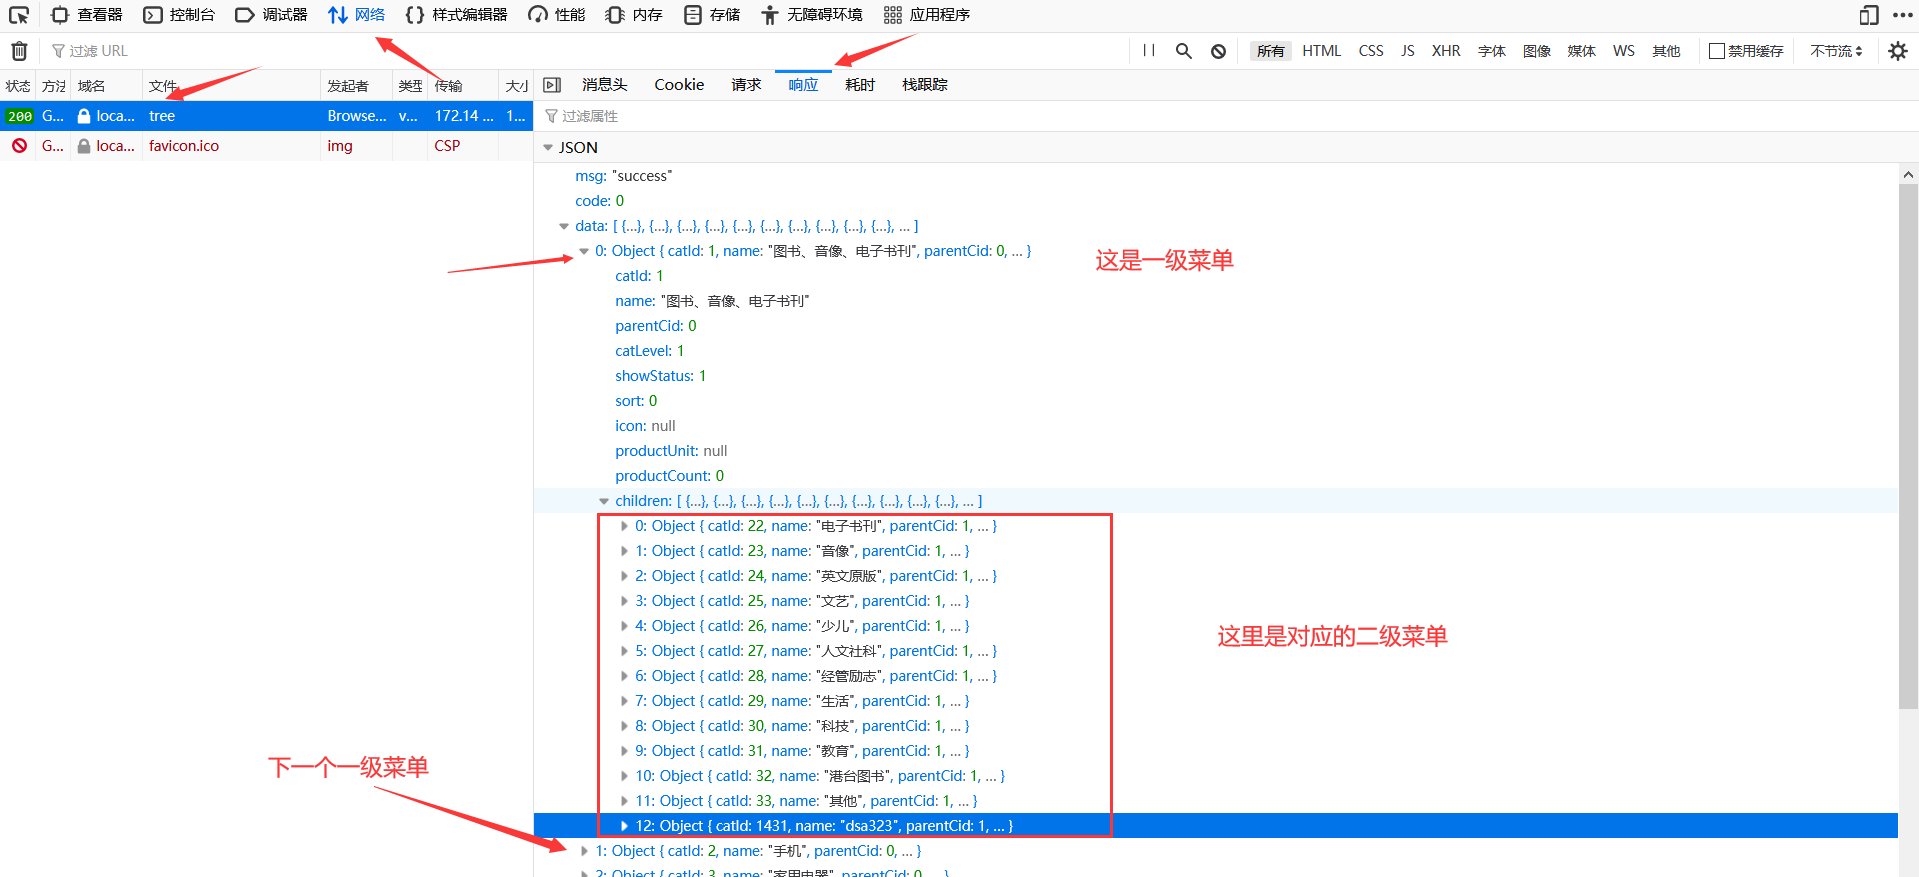 查看器 控制台 调试器 网络 样式编辑器 性能 内存 存储 无障碍环境 应用程序
过滤 URL 所有 HTML CSS JS XHR 字体 图像 媒体 WS 其他 禁用缓存 不节流
状态 方法 域名 文件 发起者 类型 传输 大小 消息头 Cookie 请求 响应 耗时 栈跟踪
200 G... loca... tree Browse... v... 172.14 ... 1... 过滤属性
G... loca... favicon.ico img CSP JSON
msg: "success"
code: 0
data: [ {...}, {...}, {...}, {...}, {...}, {...}, {...}, {...}, {...}, {...}, ... ]
0: Object { catId: 1, name: "图书、音像、电子书刊", parentCid: 0, ... } 这是一级菜单
catId: 1
name: "图书、音像、电子书刊"
parentCid: 0
catLevel: 1
showStatus: 1
sort: 0
icon: null
productUnit: null
productCount: 0
children: [ {...}, {...}, {...}, {...}, {...}, {...}, {...}, {...}, {...}, {...}, ... ]
0: Object { catId: 22, name: "电子书刊", parentCid: 1, ... }
1: Object { catId: 23, name: "音像", parentCid: 1, ... }
2: Object { catId: 24, name: "英文原版", parentCid: 1, ... }
3: Object { catId: 25, name: "文艺", parentCid: 1, ... }
4: Object { catId: 26, name: "少儿", parentCid: 1, ... }
这里是对应的二级菜单
5: Object { catId: 27, name: "人文社科", parentCid: 1, ... }
6: Object { catId: 28, name: "经管励志", parentCid: 1, ... }
7: Object { catId: 29, name: "生活", parentCid: 1, ... }
8: Object { catId: 30, name: "科技", parentCid: 1, ... }
9: Object { catId: 31, name: "教育", parentCid: 1, ... }
下一个一级菜单
10: Object { catId: 32, name: "港台图书", parentCid: 1, ... }
11: Object { catId: 33, name: "其他", parentCid: 1, ... }
12: Object { catId: 1431, name: "dsa323", parentCid: 1, ... }
1: Object { catId: 2, name: "手机", parentCid: 0, ... }
2: Object { catId: 3, name: "家用电器", parentCid: 0, ... }